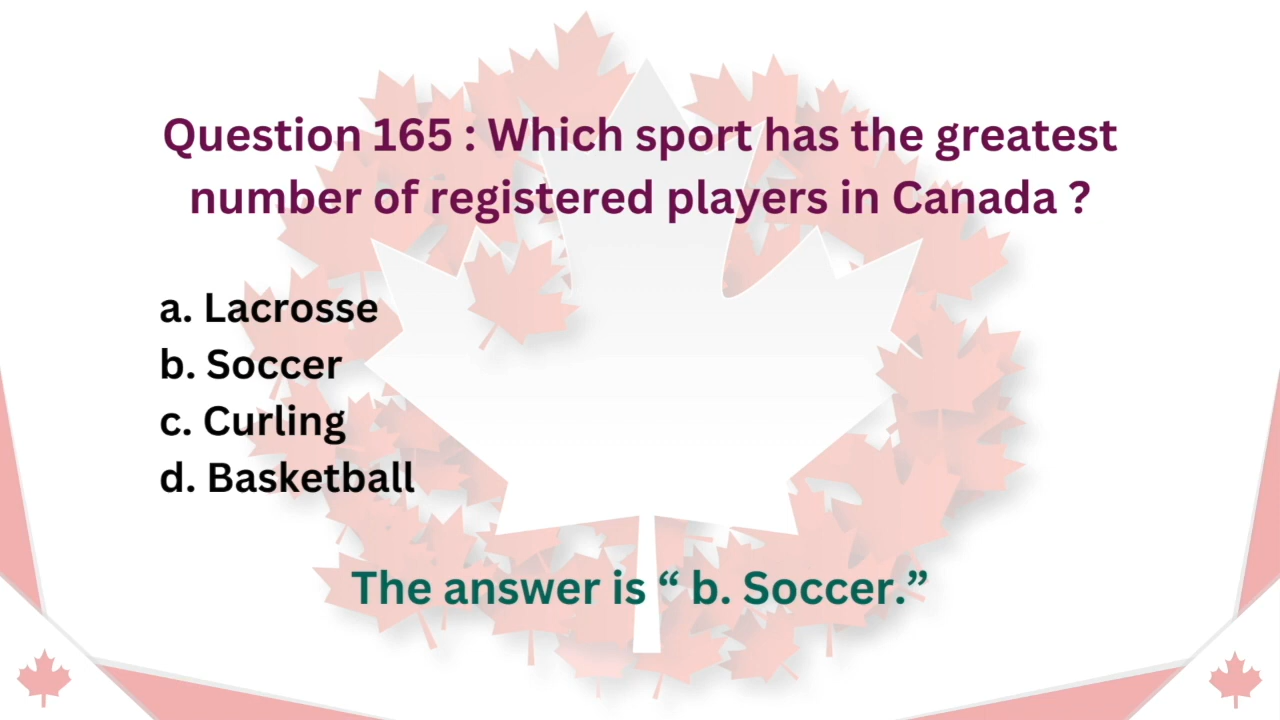 Question 165 : Which sport has the greatest
number of registered players in Canada ?
a. Lacrosse
b. Soccer
c. Curling
d. Basketball
The answer is “ b. Soccer.”